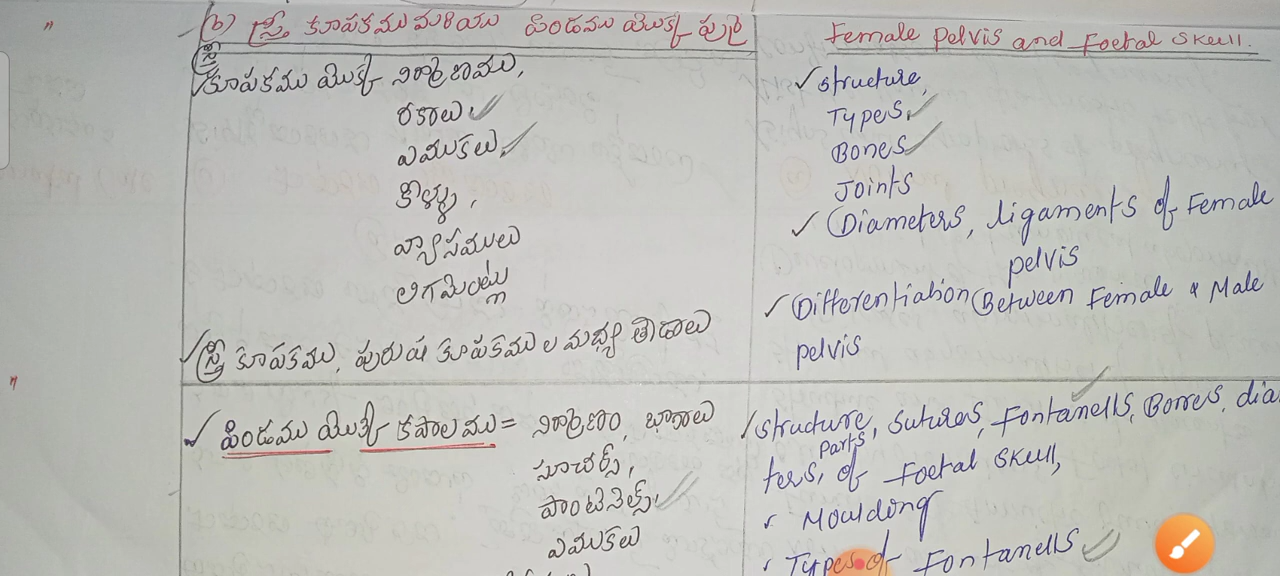 (b) స్త్రీ కూపకము మరియు పిండము యొక్క పుర్రె
Female pelvis and Foetal Skull.
స్త్రీ
కూపకము యొక్క నిర్మాణము,
రకాలు
ఎముకలు,
కీళ్ళు,
వ్యాసములు
లిగమెంట్లు
స్త్రీ కూపకము, పురుష కూపకముల మధ్య తేడాలు
structure,
Types,
Bones
Joints
Diameters, ligaments of Female
pelvis
Differentiation Between Female & Male
pelvis
పిండము యొక్క కపాలము = నిర్మాణం, భాగాలు
సూచర్స్,
ఫాంటనెల్స్,
ఎముకలు
structure, Sutures, Fontanells, Bones, dia
parts
ters, of Foetal Skull,
Moulding
Types of Fontanells